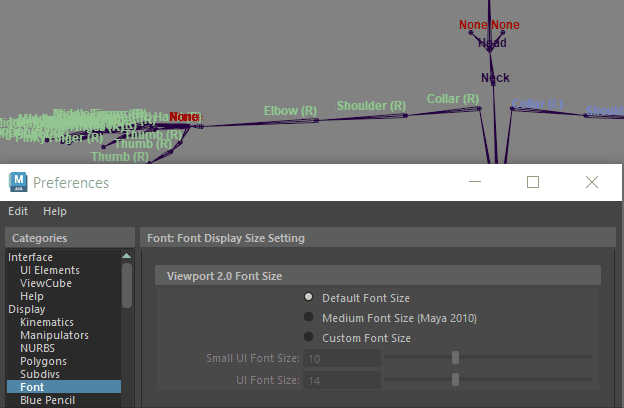 None None
Head
Neck
Elbow (R)
Shoulder (R)
Collar (R)
None
Thumb (R)
Thumb (R)
Thumb (R)
Preferences
Edit Help
Categories
Font: Font Display Size Setting
Interface
UI Elements
ViewCube
Help
Display
Kinematics
Manipulators
NURBS
Polygons
Subdivs
Font
Blue Pencil
Viewport 2.0 Font Size
Default Font Size
Medium Font Size (Maya 2010)
Custom Font Size
Small UI Font Size: 10
UI Font Size: 14